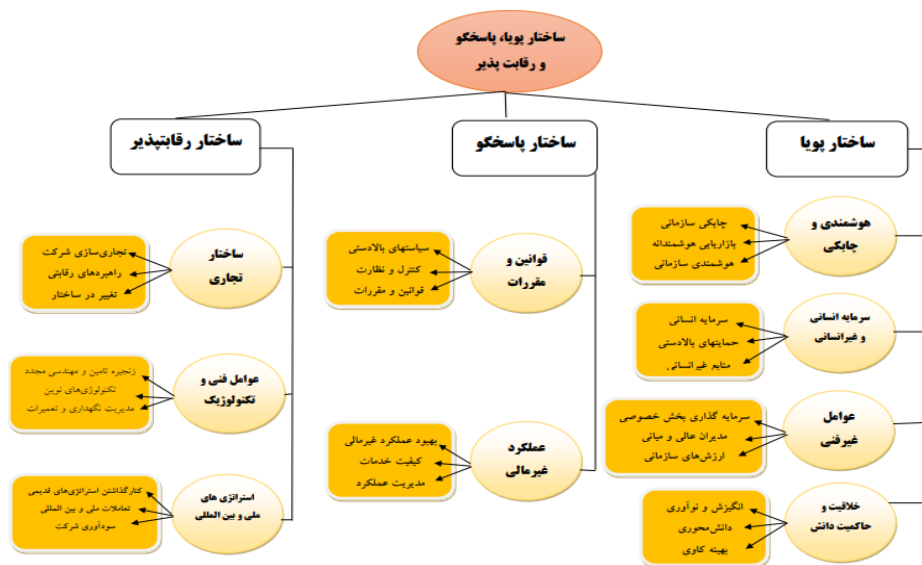 ساختار پویا، پاسخگو
و رقابت پذیر
ساختار پویا
هوشمندی و
چابکی
چابکی سازمانی
بازاریابی هوشمندانه
هوشمندی سازمانی
سرمایه انسانی
و غیرانسانی
سرمایه انسانی
حمایتهای بالادستی
منابع غیرانسانی
عوامل
غیرفنی
سرمایه گذاری بخش خصوصی
مدیران عالی و میانی
ارزش‌های سازمانی
خلاقیت و
حاکمیت دانش
انگیزش و نوآوری
دانش‌محوری
بهینه کاوی
ساختار پاسخگو
قوانین و
مقررات
سیاستهای بالادستی
کنترل و نظارت
قوانین و مقررات
عملکرد
غیرمالی
بهبود عملکرد غیرمالی
کیفیت خدمات
مدیریت عملکرد
ساختار رقابتپذیر
ساختار
تجاری
تجاری‌سازی شرکت
راهبردهای رقابتی
تغییر در ساختار
عوامل فنی و
تکنولوژیک
زنجیره تامین و مهندسی مجدد
تکنولوژی‌های نوین
مدیریت نگهداری و تعمیرات
استراتژی های
ملی و بین المللی
کنارگذاشتن استراتژی‌های قدیمی
تعاملات ملی و بین المللی
سودآوری شرکت